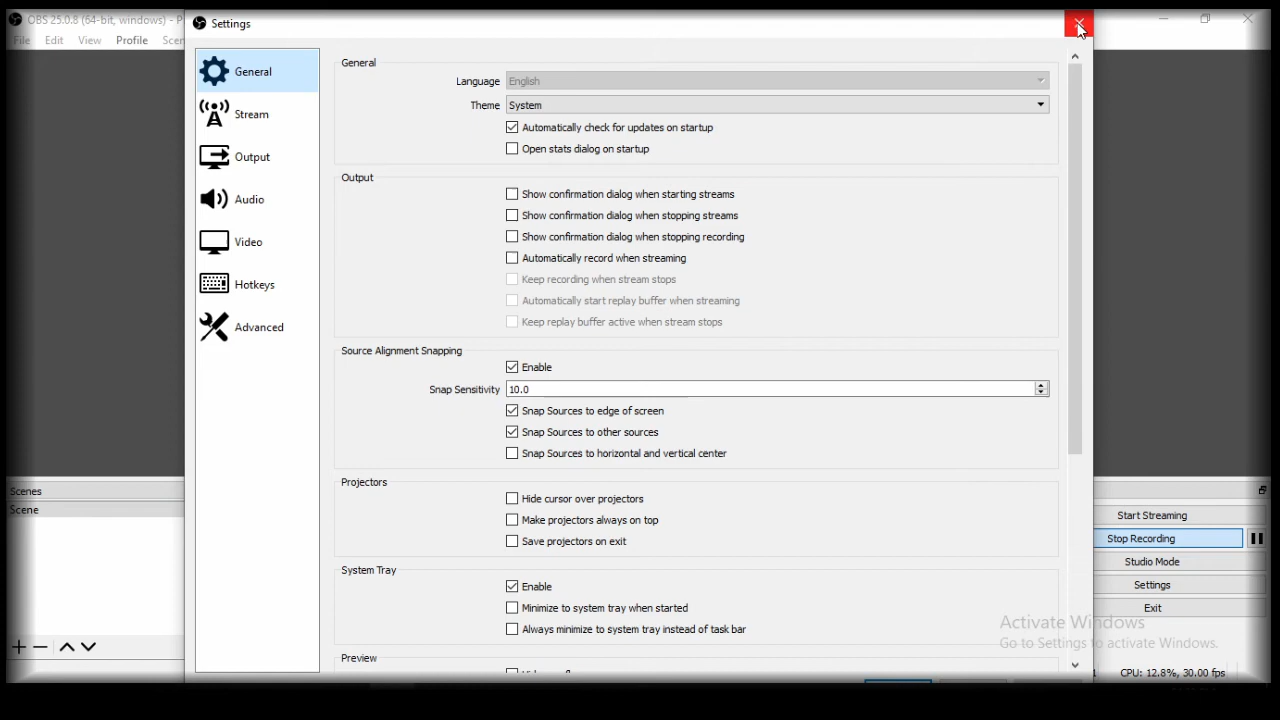 OBS 25.0.8 (64-bit, windows) - P
Settings
File Edit View Profile Scen
General
Stream
Output
Audio
Video
Hotkeys
Advanced
General
Language English
Theme System
Automatically check for updates on startup
Open stats dialog on startup
Output
Show confirmation dialog when starting streams
Show confirmation dialog when stopping streams
Show confirmation dialog when stopping recording
Automatically record when streaming
Keep recording when stream stops
Automatically start replay buffer when streaming
Keep replay buffer active when stream stops
Source Alignment Snapping
Enable
Snap Sensitivity 10.0
Snap Sources to edge of screen
Snap Sources to other sources
Snap Sources to horizontal and vertical center
Projectors
Hide cursor over projectors
Make projectors always on top
Save projectors on exit
System Tray
Enable
Minimize to system tray when started
Always minimize to system tray instead of task bar
Preview
Scenes
Scene
Start Streaming
Stop Recording
Studio Mode
Settings
Exit
Activate Windows
Go to Settings to activate Windows.
CPU: 12.8%, 30.00 fps